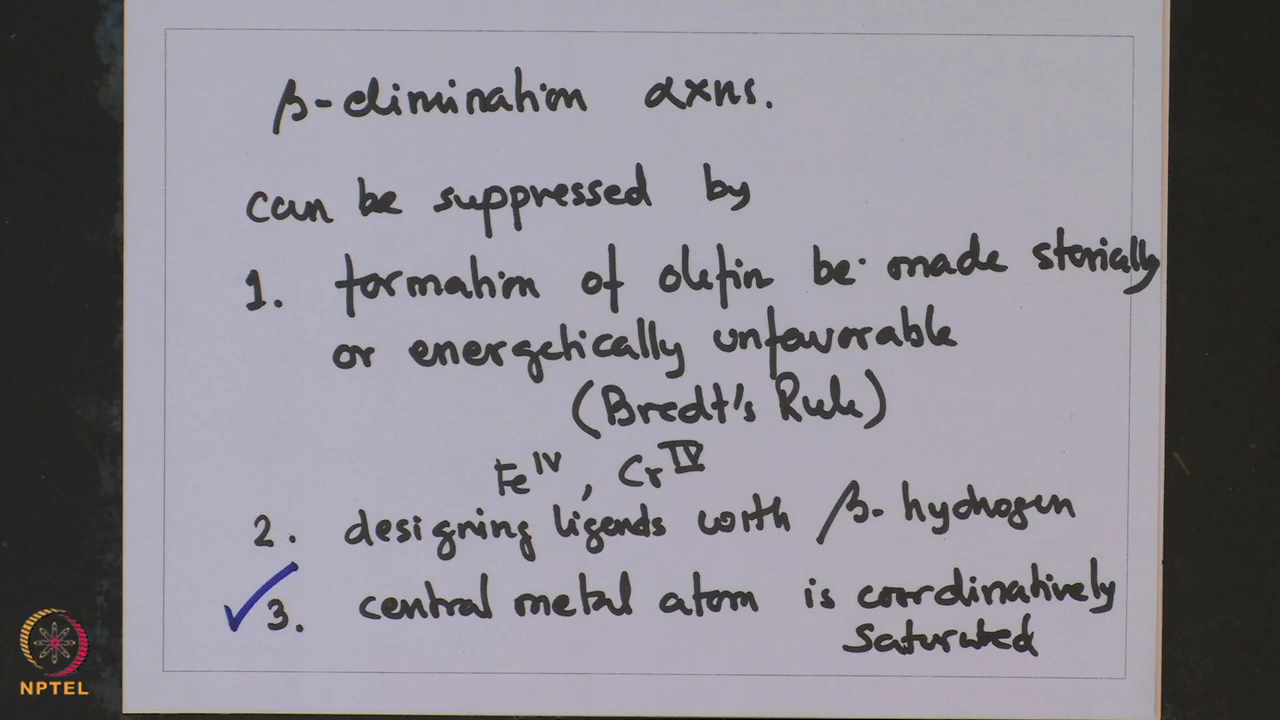 β-elimination rxns.
can be suppressed by
1. formation of olefin be made sterically
or energetically unfavorable
(Bredt's Rule)
Fe^IV, Cr^IV
2. designing ligends with β-hydrogen
3. central metal atom is coordinatively
saturated
NPTEL